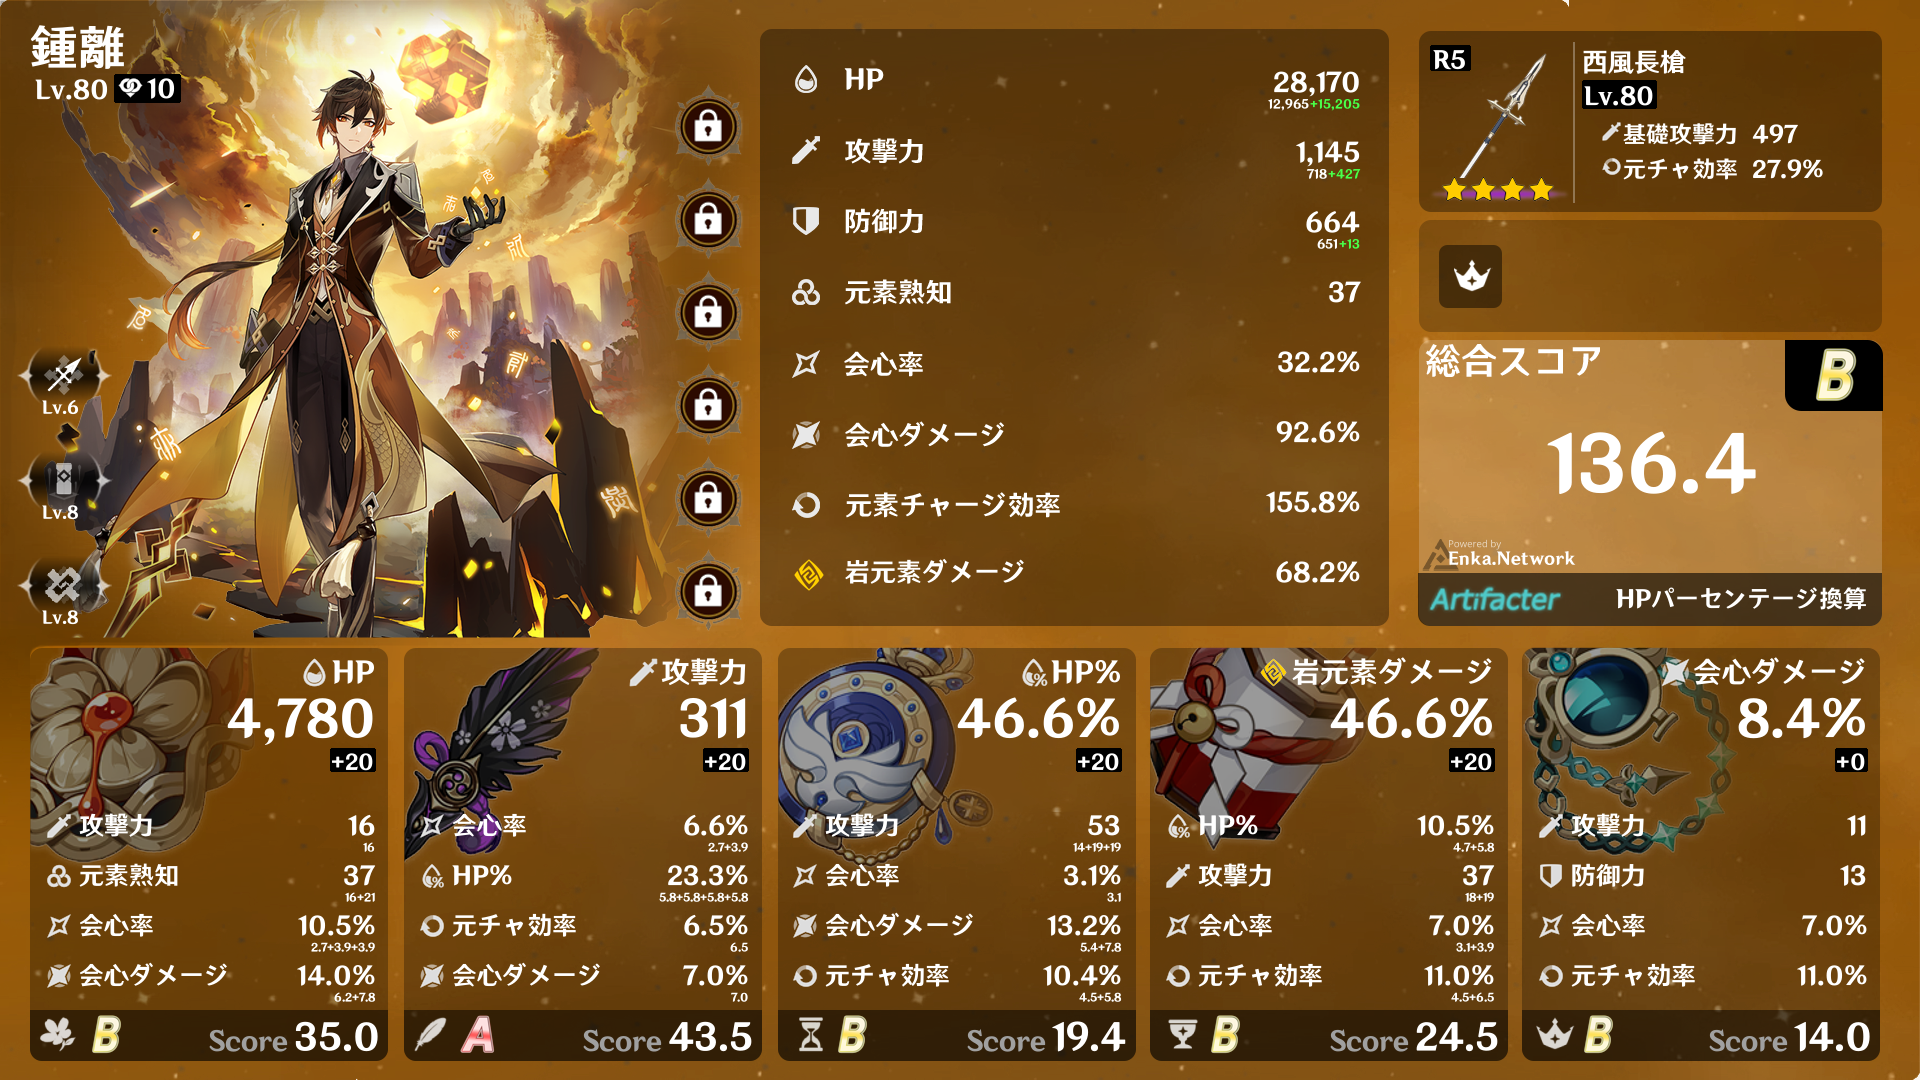 鍾離
Lv.80 10
Lv.6
Lv.8
Lv.8
HP 28,170
12,965+15,205
攻撃力 1,145
718+427
防御力 664
651+13
元素熟知 37
会心率 32.2%
会心ダメージ 92.6%
元素チャージ効率 155.8%
岩元素ダメージ 68.2%
R5
西風長槍
Lv.80
基礎攻撃力 497
元チャ効率 27.9%
総合スコア B
136.4
Powered by
Enka.Network
Artifacter HPパーセンテージ換算
HP
4,780
+20
攻撃力 16
16
元素熟知 37
16+21
会心率 10.5%
2.7+3.9+3.9
会心ダメージ 14.0%
6.2+7.8
B Score 35.0
攻撃力
311
+20
会心率 6.6%
2.7+3.9
HP% 23.3%
5.8+5.8+5.8+5.8
元チャ効率 6.5%
6.5
会心ダメージ 7.0%
7.0
A Score 43.5
HP%
46.6%
+20
攻撃力 53
14+19+19
会心率 3.1%
3.1
会心ダメージ 13.2%
5.4+7.8
元チャ効率 10.4%
4.5+5.8
B Score 19.4
岩元素ダメージ
46.6%
+20
HP% 10.5%
4.7+5.8
攻撃力 37
18+19
会心率 7.0%
3.1+3.9
元チャ効率 11.0%
4.5+6.5
B Score 24.5
会心ダメージ
8.4%
+0
攻撃力 11
防御力 13
会心率 7.0%
元チャ効率 11.0%
B Score 14.0